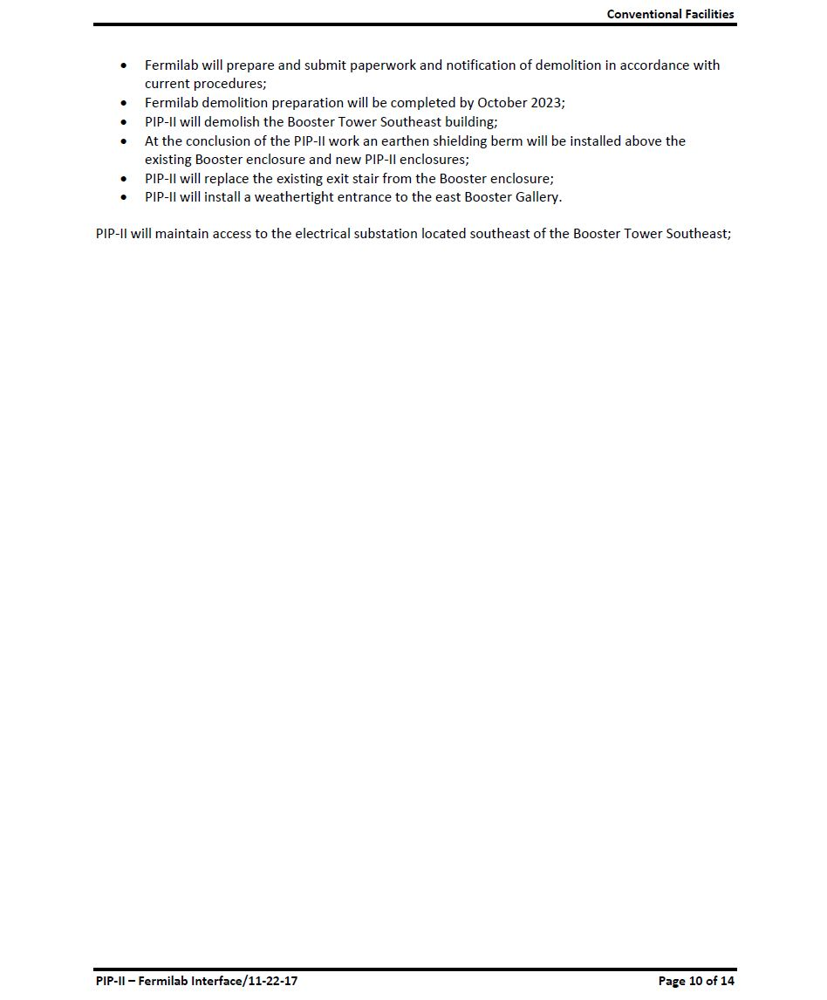 Conventional Facilities
• Fermilab will prepare and submit paperwork and notification of demolition in accordance with
current procedures;
• Fermilab demolition preparation will be completed by October 2023;
• PIP-II will demolish the Booster Tower Southeast building;
• At the conclusion of the PIP-II work an earthen shielding berm will be installed above the
existing Booster enclosure and new PIP-II enclosures;
• PIP-II will replace the existing exit stair from the Booster enclosure;
• PIP-II will install a weathertight entrance to the east Booster Gallery.
PIP-II will maintain access to the electrical substation located southeast of the Booster Tower Southeast;
PIP-II – Fermilab Interface/11-22-17 Page 10 of 14